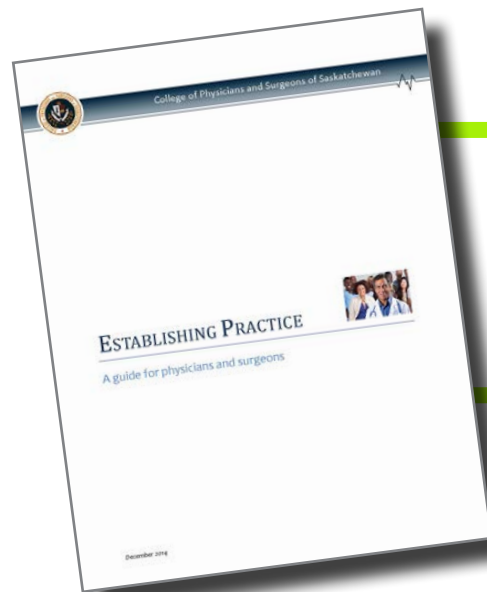 College of Physicians and Surgeons of Saskatchewan
ESTABLISHING PRACTICE
A guide for physicians and surgeons
December 2014